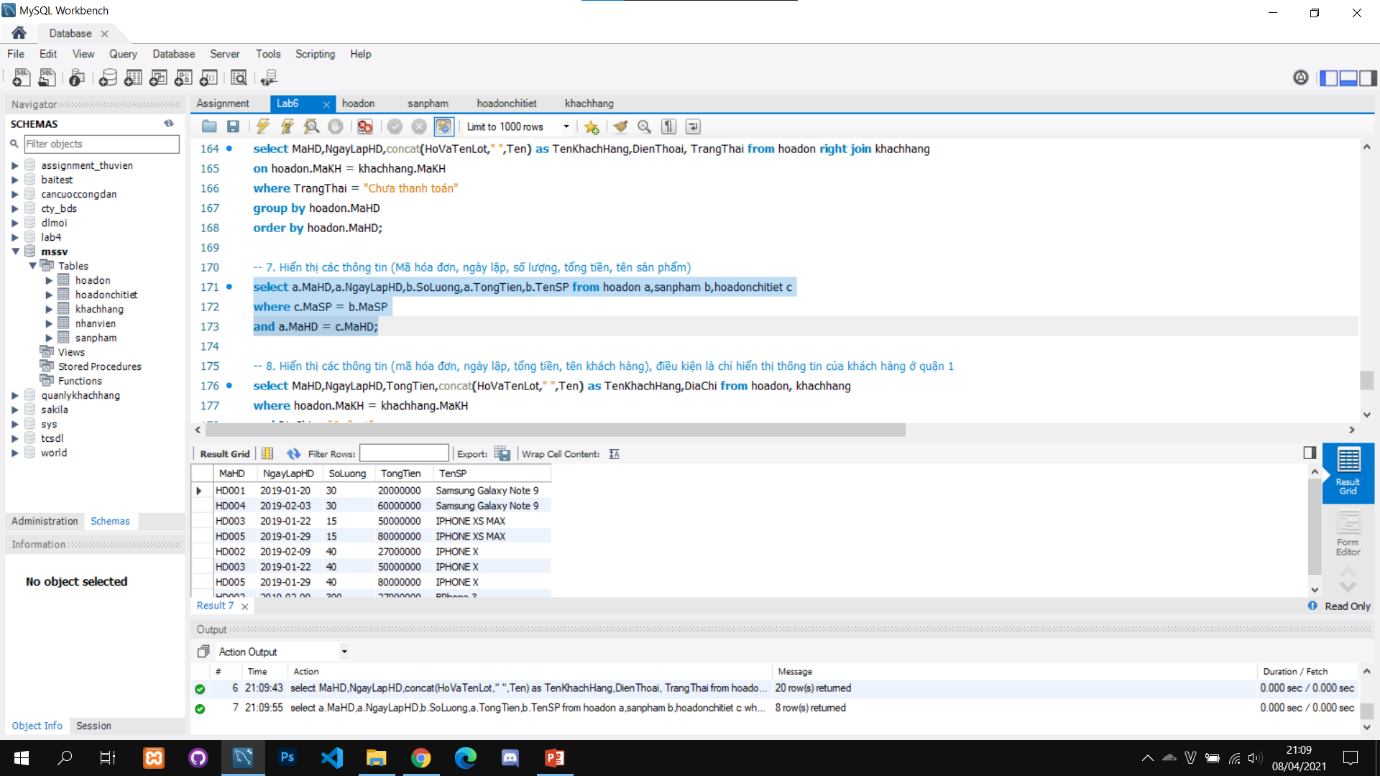 MySQL Workbench
Database
File Edit View Query Database Server Tools Scripting Help
Navigator
SCHEMAS
Filter objects
assignment_thuvien
baitest
cancuoccongdan
cty_bds
dlmoi
lab4
mssv
Tables
hoadon
hoadonchitiet
khachhang
nhanvien
sanpham
Views
Stored Procedures
Functions
quanlykhachhang
sakila
sys
tcsdl
world
Administration Schemas
Information
No object selected
Object Info Session
Assignment Lab6 hoadon sanpham hoadonchitiet khachhang
Limit to 1000 rows
164 select MaHD,NgayLapHD,concat(HoVaTenLot," ",Ten) as TenKhachHang,DienThoai, TrangThai from hoadon right join khachhang
165 on hoadon.MaKH = khachhang.MaKH
166 where TrangThai = "Chưa thanh toán"
167 group by hoadon.MaHD
168 order by hoadon.MaHD;
169
170 -- 7. Hiển thị các thông tin (Mã hóa đơn, ngày lập, số lượng, tổng tiền, tên sản phẩm)
171 select a.MaHD,a.NgayLapHD,b.SoLuong,a.TongTien,b.TenSP from hoadon a,sanpham b,hoadonchitiet c
172 where c.MaSP = b.MaSP
173 and a.MaHD = c.MaHD;
174
175 -- 8. Hiển thị các thông tin (mã hóa đơn, ngày lập, tổng tiền, tên khách hàng), điều kiện là chỉ hiển thị thông tin của khách hàng ở quận 1
176 select MaHD,NgayLapHD,TongTien,concat(HoVaTenLot," ",Ten) as TenKhachHang,DiaChi from hoadon, khachhang
177 where hoadon.MaKH = khachhang.MaKH
Result Grid Filter Rows: Export: Wrap Cell Content:
MaHD NgayLapHD SoLuong TongTien TenSP
HD001 2019-01-20 30 20000000 Samsung Galaxy Note 9
HD004 2019-02-03 30 60000000 Samsung Galaxy Note 9
HD003 2019-01-22 15 50000000 IPHONE XS MAX
HD005 2019-01-29 15 80000000 IPHONE XS MAX
HD002 2019-02-09 40 27000000 IPHONE X
HD003 2019-01-22 40 50000000 IPHONE X
HD005 2019-01-29 40 80000000 IPHONE X
Result Grid
Form Editor
Result 7
Read Only
Output
Action Output
# Time Action Message Duration / Fetch
6 21:09:43 select MaHD,NgayLapHD,concat(HoVaTenLot," ",Ten) as TenKhachHang,DienThoai, TrangThai from hoado... 20 row(s) returned 0.000 sec / 0.000 sec
7 21:09:55 select a.MaHD,a.NgayLapHD,b.SoLuong,a.TongTien,b.TenSP from hoadon a,sanpham b,hoadonchitiet c wh... 8 row(s) returned 0.000 sec / 0.000 sec
21:09
08/04/2021